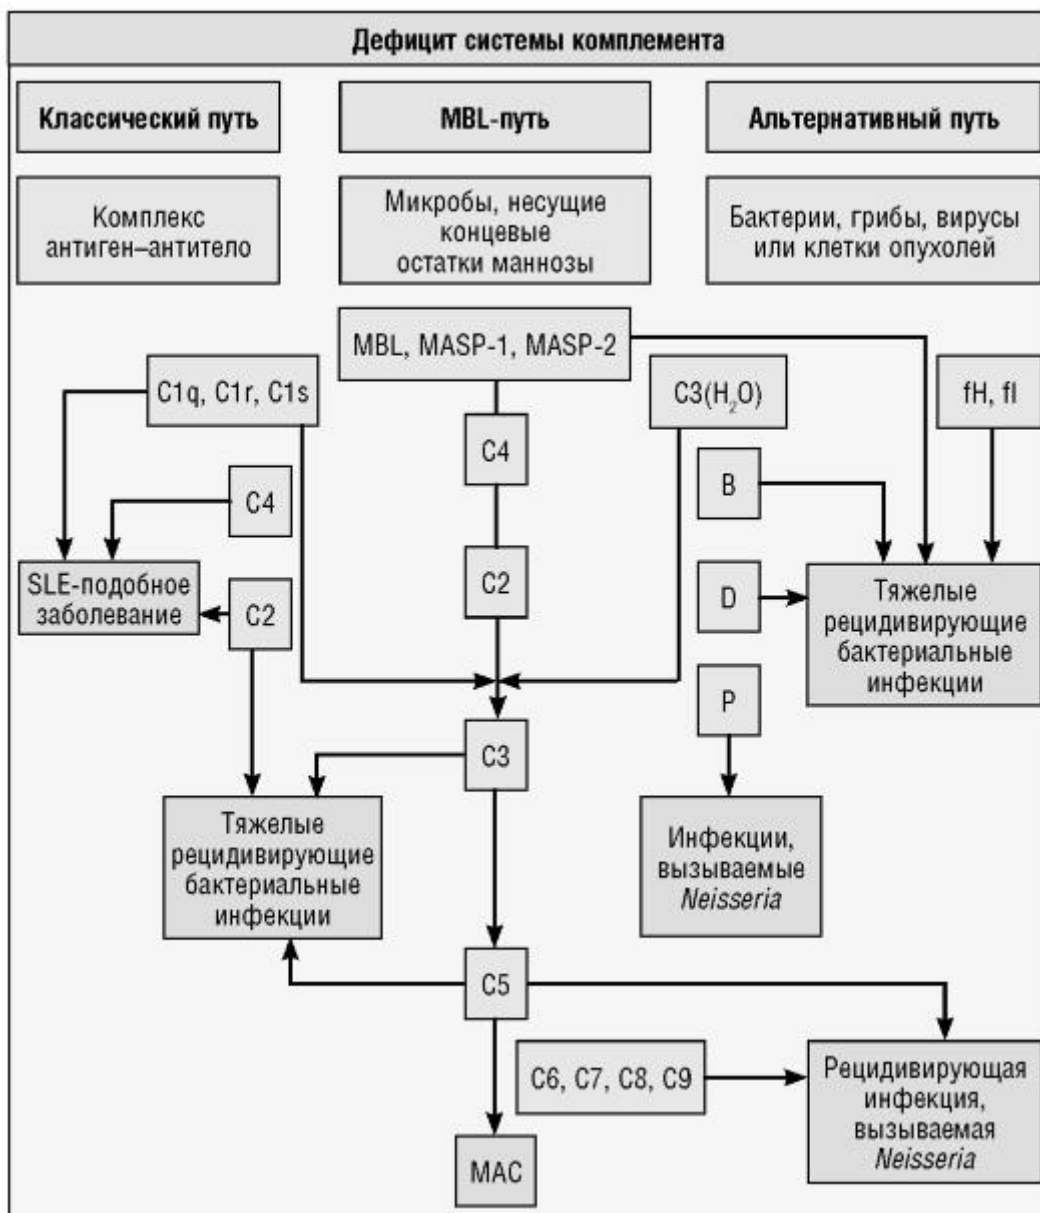 Дефицит системы комплемента
Классический путь
MBL-путь
Альтернативный путь
Комплекс
антиген–антитело
Микробы, несущие
концевые
остатки маннозы
Бактерии, грибы, вирусы
или клетки опухолей
MBL, MASP-1, MASP-2
C1q, C1r, C1s
C3(H₂O)
fH, fI
C4
B
C4
C2
D
SLE-подобное
заболевание
C2
Тяжелые
рецидивирующие
бактериальные
инфекции
P
C3
Тяжелые
рецидивирующие
бактериальные
инфекции
Инфекции,
вызываемые
Neisseria
C5
C6, C7, C8, C9
Рецидивирующая
инфекция,
вызываемая
Neisseria
MAC